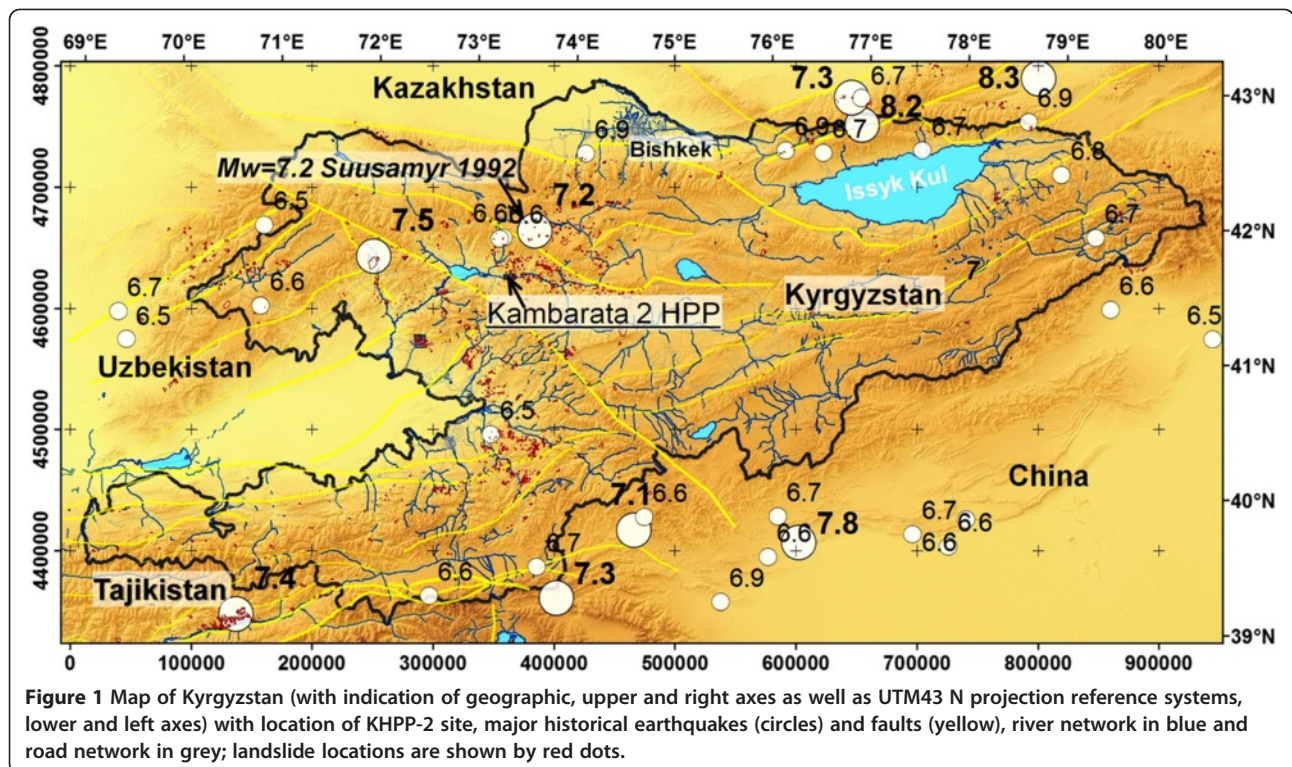 69°E 70°E 71°E 72°E 73°E 74°E 75°E 76°E 77°E 78°E 79°E 80°E
4800000
Kazakhstan
7.3
6.7
8.3
43°N
6.9
8.2
6.9
6.9
6.7
Bishkek
Mw=7.2 Suusamyr 1992
6.8
4700000
Issyk Kul
6.5
7.2
7.5
6.6
6.7
42°N
7
6.6
6.7
6.6
Kyrgyzstan
Kambarata 2 HPP
4600000
6.5
6.5
Uzbekistan
41°N
6.5
4500000
China
7.1
6.6
6.7
40°N
7.8
6.7
6.6
6.6
6.6
4400000
6.7
6.9
Tajikistan
7.4
6.6
7.3
39°N
0 100000 200000 300000 400000 500000 600000 700000 800000 900000
Figure 1 Map of Kyrgyzstan (with indication of geographic, upper and right axes as well as UTM43 N projection reference systems,
lower and left axes) with location of KHPP-2 site, major historical earthquakes (circles) and faults (yellow), river network in blue and
road network in grey; landslide locations are shown by red dots.